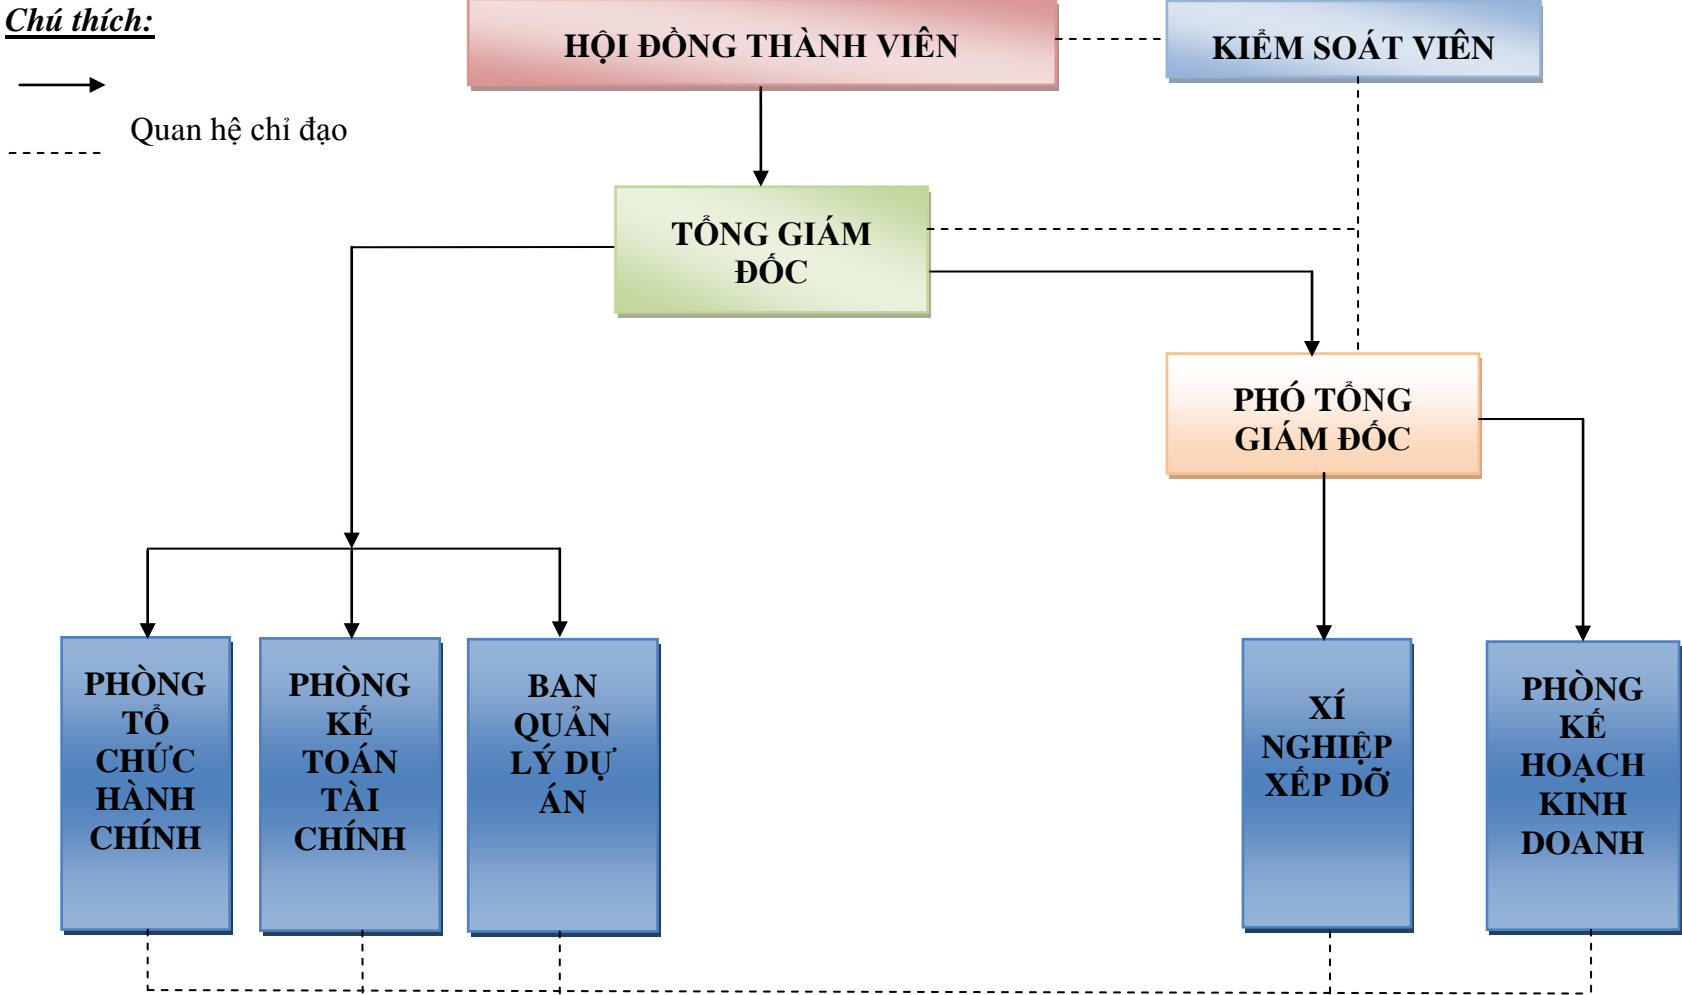 Chú thích:
HỘI ĐỒNG THÀNH VIÊN
KIỂM SOÁT VIÊN
Quan hệ chỉ đạo
TỔNG GIÁM
ĐỐC
PHÓ TỔNG
GIÁM ĐỐC
PHÒNG
TỔ
CHỨC
HÀNH
CHÍNH
PHÒNG
KẾ
TOÁN
TÀI
CHÍNH
BAN
QUẢN
LÝ DỰ
ÁN
XÍ
NGHIỆP
XẾP DỠ
PHÒNG
KẾ
HOẠCH
KINH
DOANH